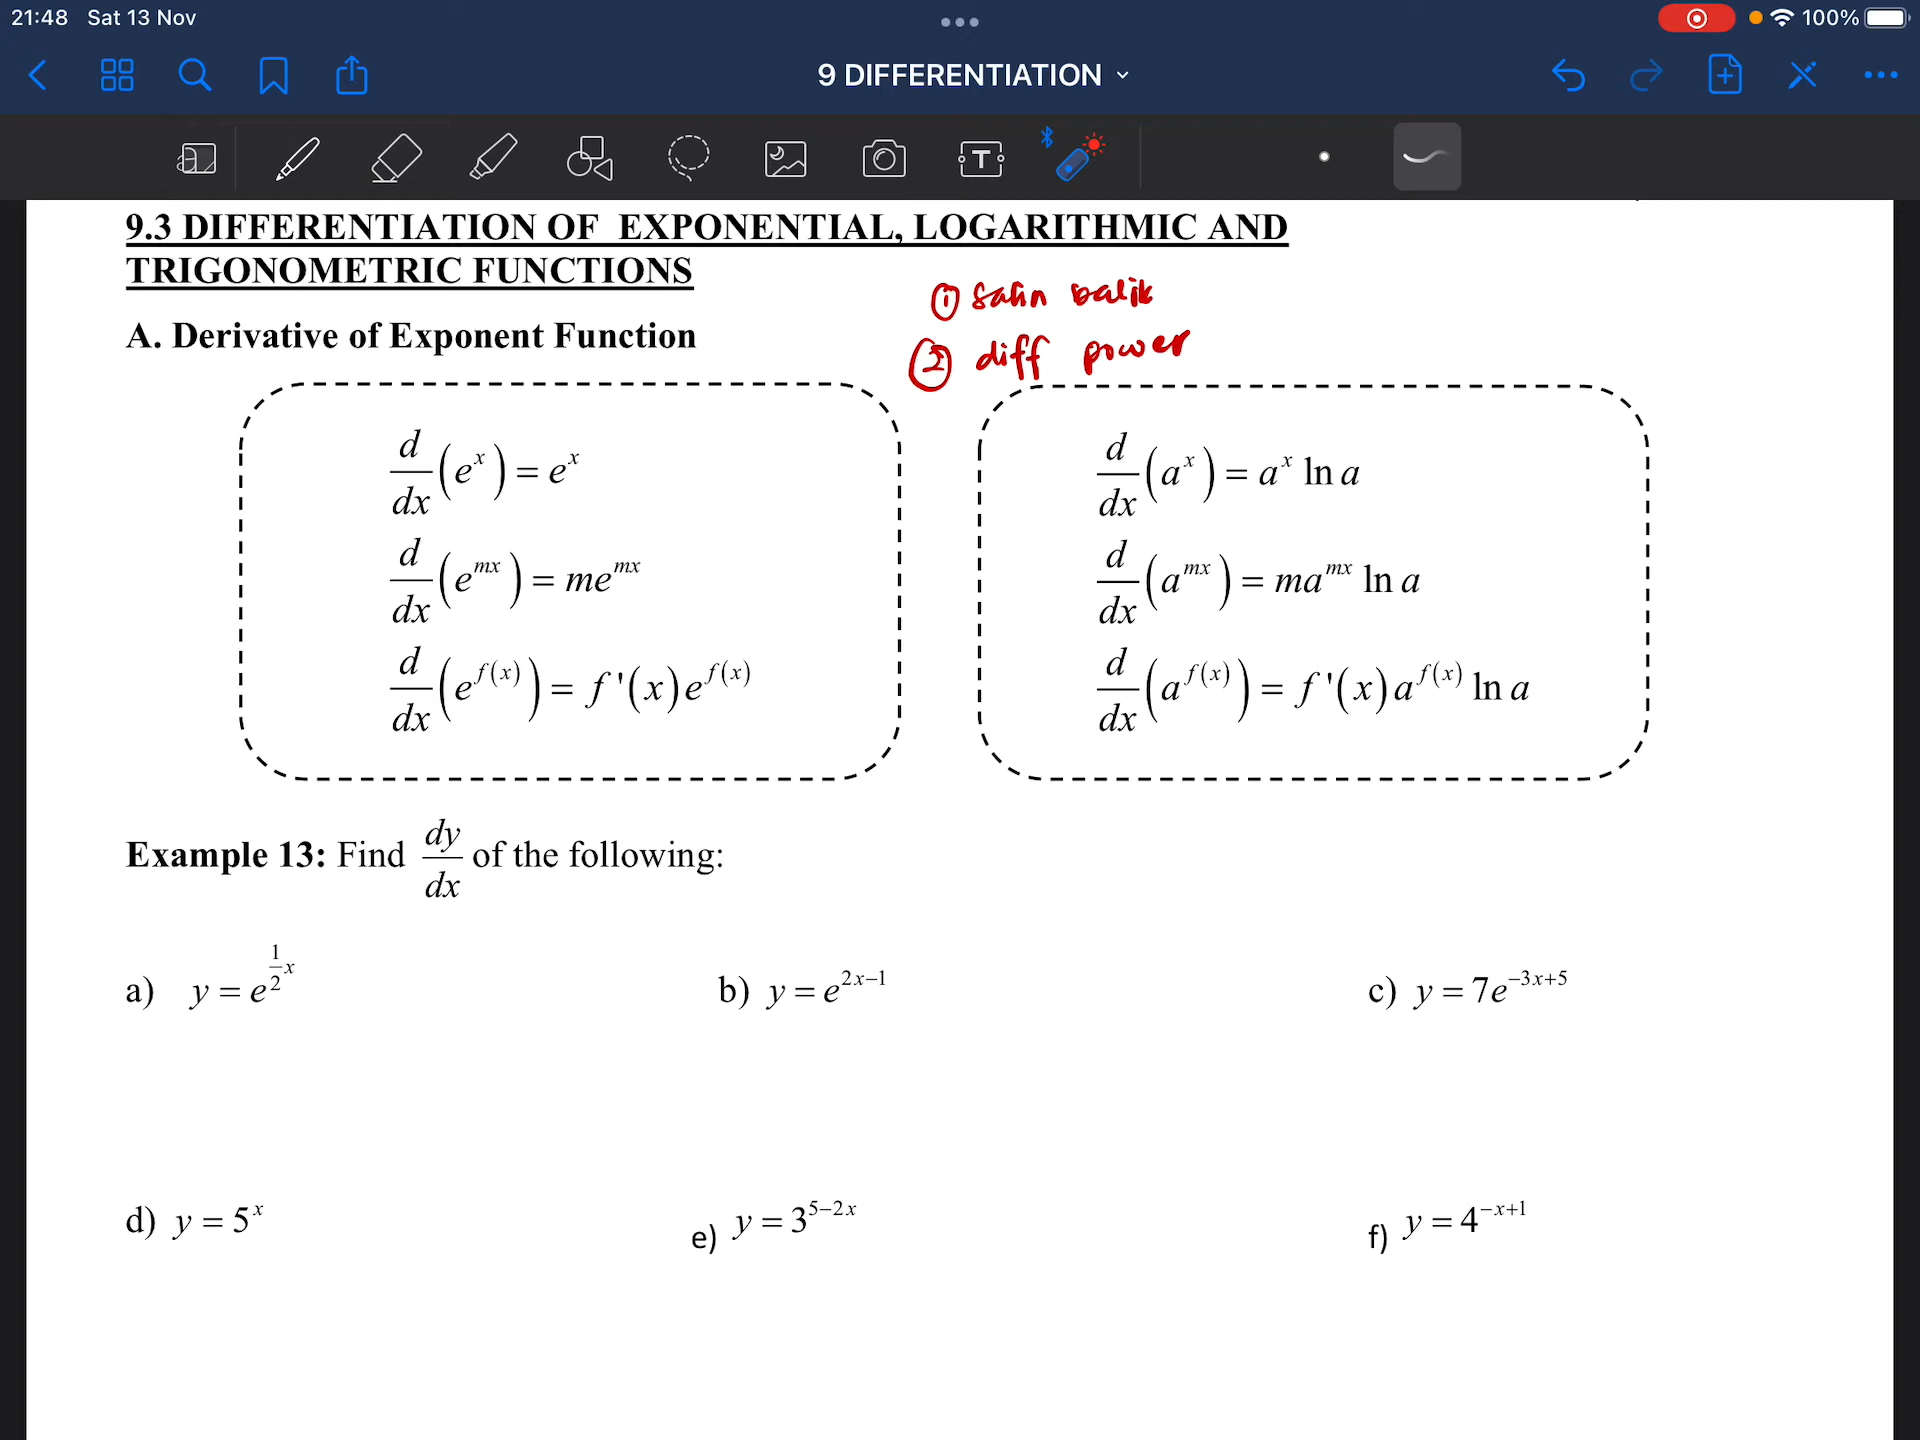 21:48 Sat 13 Nov
100%
9 DIFFERENTIATION
9.3 DIFFERENTIATION OF EXPONENTIAL, LOGARITHMIC AND
TRIGONOMETRIC FUNCTIONS
① salin balik
② diff power
A. Derivative of Exponent Function
d/dx (e^x) = e^x
d/dx (e^{mx}) = me^{mx}
d/dx (e^{f(x)}) = f'(x)e^{f(x)}
d/dx (a^x) = a^x ln a
d/dx (a^{mx}) = ma^{mx} ln a
d/dx (a^{f(x)}) = f'(x)a^{f(x)} ln a
Example 13: Find dy/dx of the following:
a) y = e^{1/2 x}
b) y = e^{2x−1}
c) y = 7e^{−3x+5}
d) y = 5^x
e) y = 3^{5−2x}
f) y = 4^{−x+1}